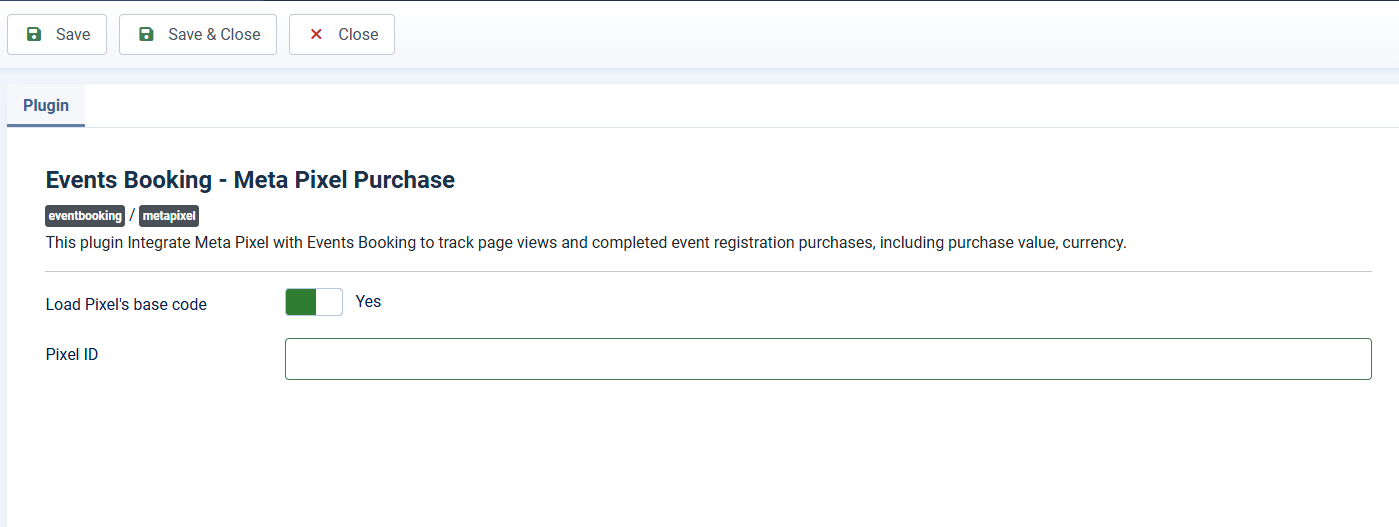 Save
Save & Close
Close
Plugin
Events Booking - Meta Pixel Purchase
eventbooking / metapixel
This plugin Integrate Meta Pixel with Events Booking to track page views and completed event registration purchases, including purchase value, currency.
Load Pixel's base code
Yes
Pixel ID